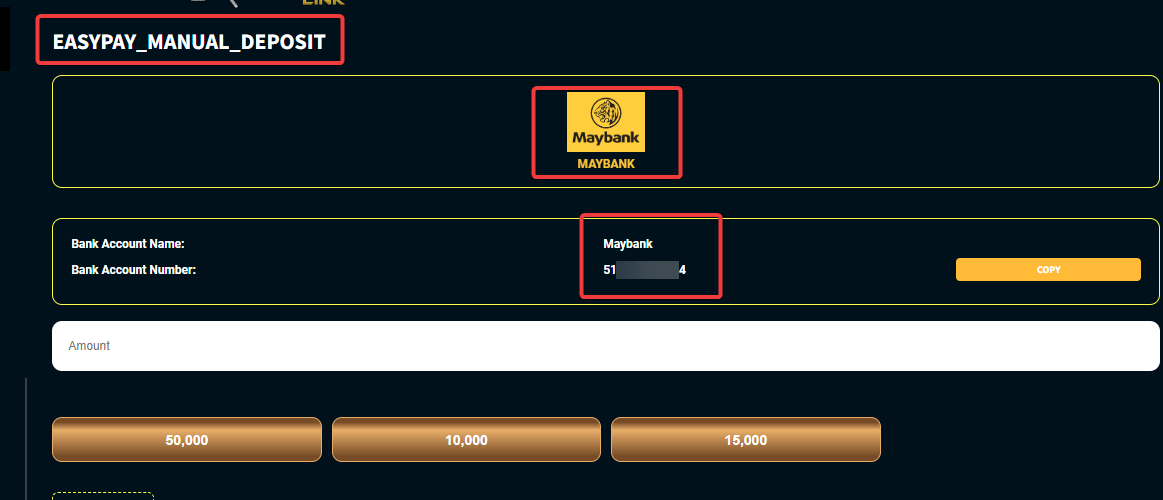 LINK
EASYPAY_MANUAL_DEPOSIT
Maybank
MAYBANK
Bank Account Name: Maybank
Bank Account Number: 51 4 COPY
Amount
50,000 10,000 15,000